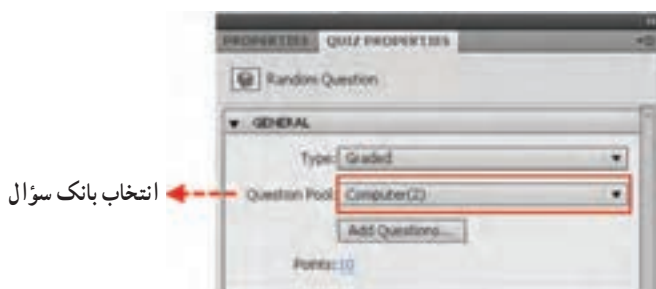 PROPERTIES QUIZ PROPERTIES
Random Question
GENERAL
Type: Graded
Question Pool: Computer(2)
انتخاب بانک سؤال
Add Questions...
Points: 10